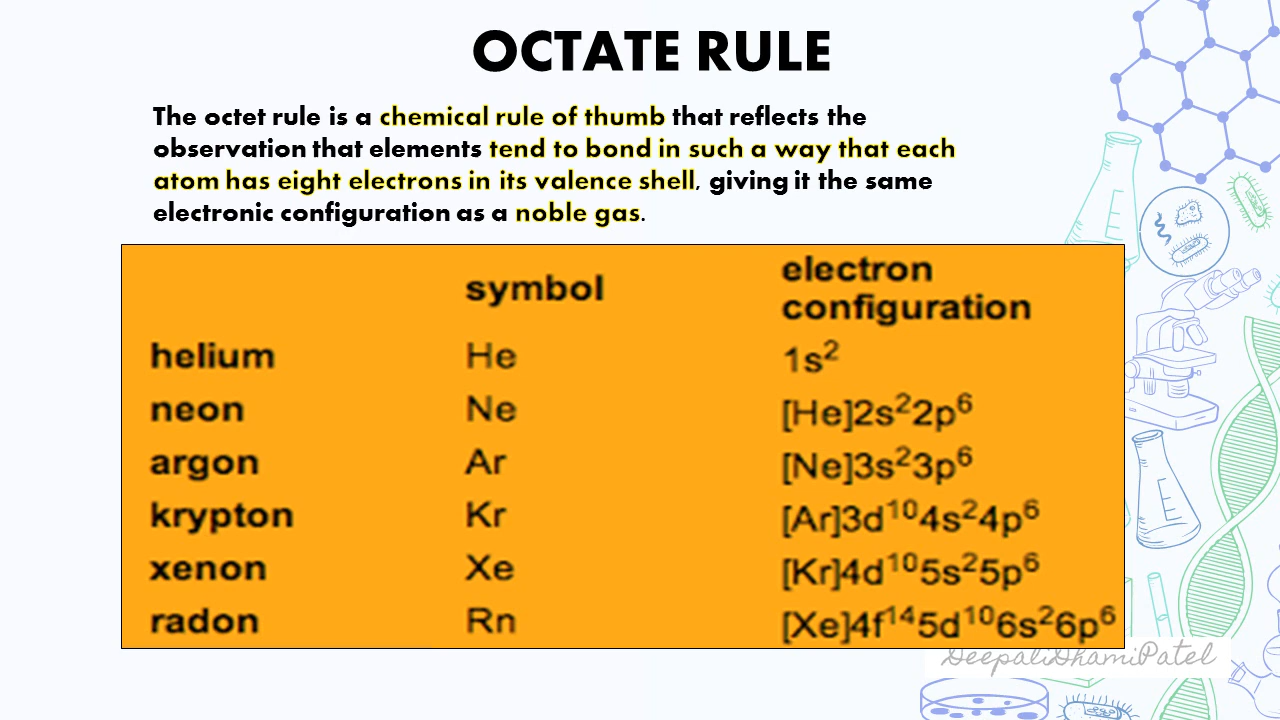 OCTATE RULE
The octet rule is a chemical rule of thumb that reflects the
observation that elements tend to bond in such a way that each
atom has eight electrons in its valence shell, giving it the same
electronic configuration as a noble gas.
symbol electron
configuration
helium He 1s²
neon Ne [He]2s²2p⁶
argon Ar [Ne]3s²3p⁶
krypton Kr [Ar]3d¹⁰4s²4p⁶
xenon Xe [Kr]4d¹⁰5s²5p⁶
radon Rn [Xe]4f¹⁴5d¹⁰6s²6p⁶
DeepaliDhamiPatel